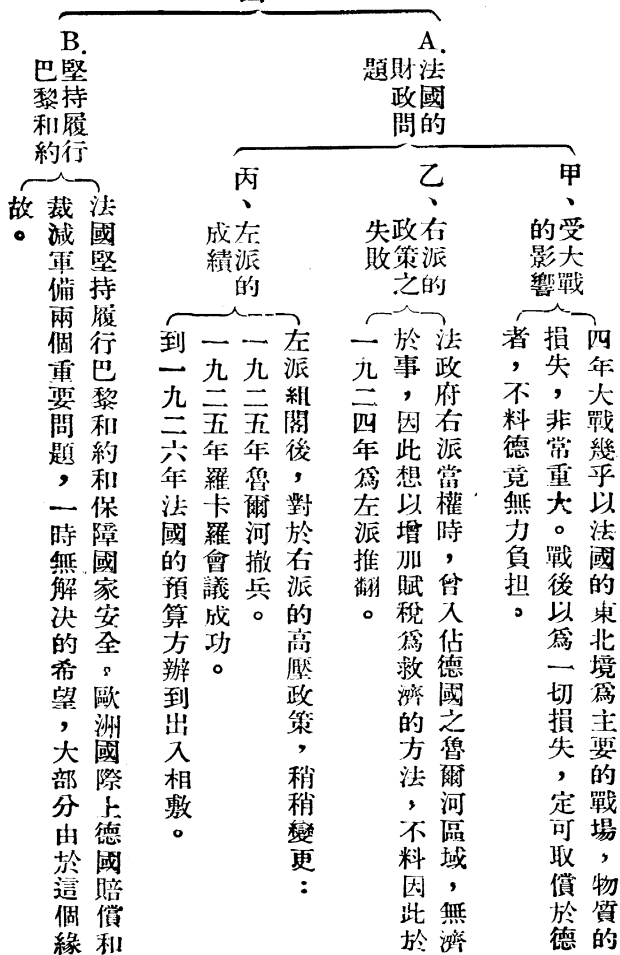 A.法國的
財政問
題
甲、受大戰
的影響
四年大戰幾乎以法國的東北境爲主要的戰場，物質的
損失，非常重大。戰後以爲一切損失，定可取償於德
者，不料德竟無力負担。
乙、右派的
政策之
失敗
法政府右派當權時，曾入佔德國之魯爾河區域，無濟
於事，因此想以增加賦稅爲救濟的方法，不料因此於
一九二四年爲左派推翻。
丙、左派的
成績
左派組閣後，對於右派的高壓政策，稍稍變更：
一九二五年魯爾河撤兵。
一九二五年羅卡羅會議成功。
到一九二六年法國的預算方辦到出入相敷。
B.堅持履行
巴黎和約
法國堅持履行巴黎和約和保障國家安全。歐洲國際上德國賠償和
裁減軍備兩個重要問題，一時無解决的希望，大部分由於這個緣
故。